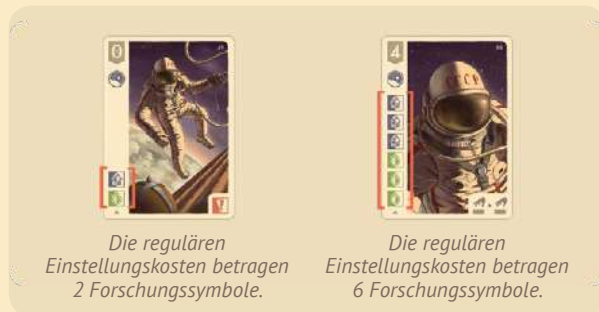 0
4
CCCP
Die regulären
Einstellungskosten betragen
2 Forschungssymbole.
Die regulären
Einstellungskosten betragen
6 Forschungssymbole.